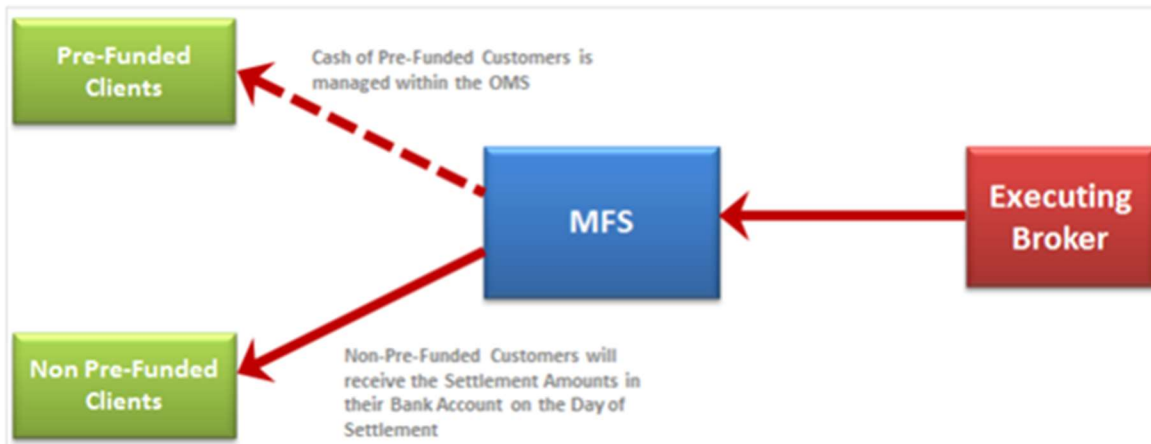 Pre-Funded
Clients
Cash of Pre-Funded Customers is
managed within the OMS
MFS
Executing
Broker
Non Pre-Funded
Clients
Non-Pre-Funded Customers will
receive the Settlement Amounts in
their Bank Account on the Day of
Settlement